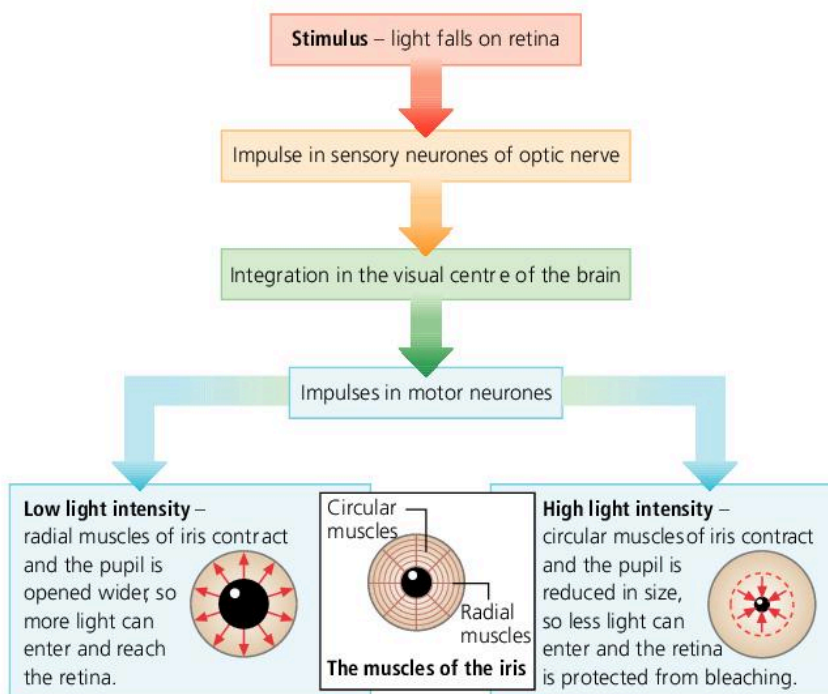 Stimulus – light falls on retina
Impulse in sensory neurones of optic nerve
Integration in the visual centre of the brain
Impulses in motor neurones
Low light intensity –
radial muscles of iris contract
and the pupil is
opened wider, so
more light can
enter and reach
the retina.
Circular
muscles
Radial
muscles
The muscles of the iris
High light intensity –
circular muscles of iris contract
and the pupil is
reduced in size,
so less light can
enter and the retina
is protected from bleaching.